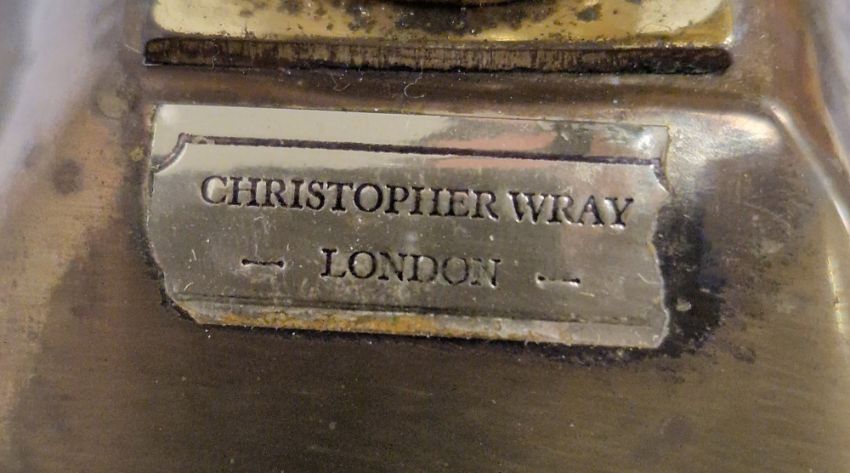 CHRISTOPHER WRAY
— LONDON —